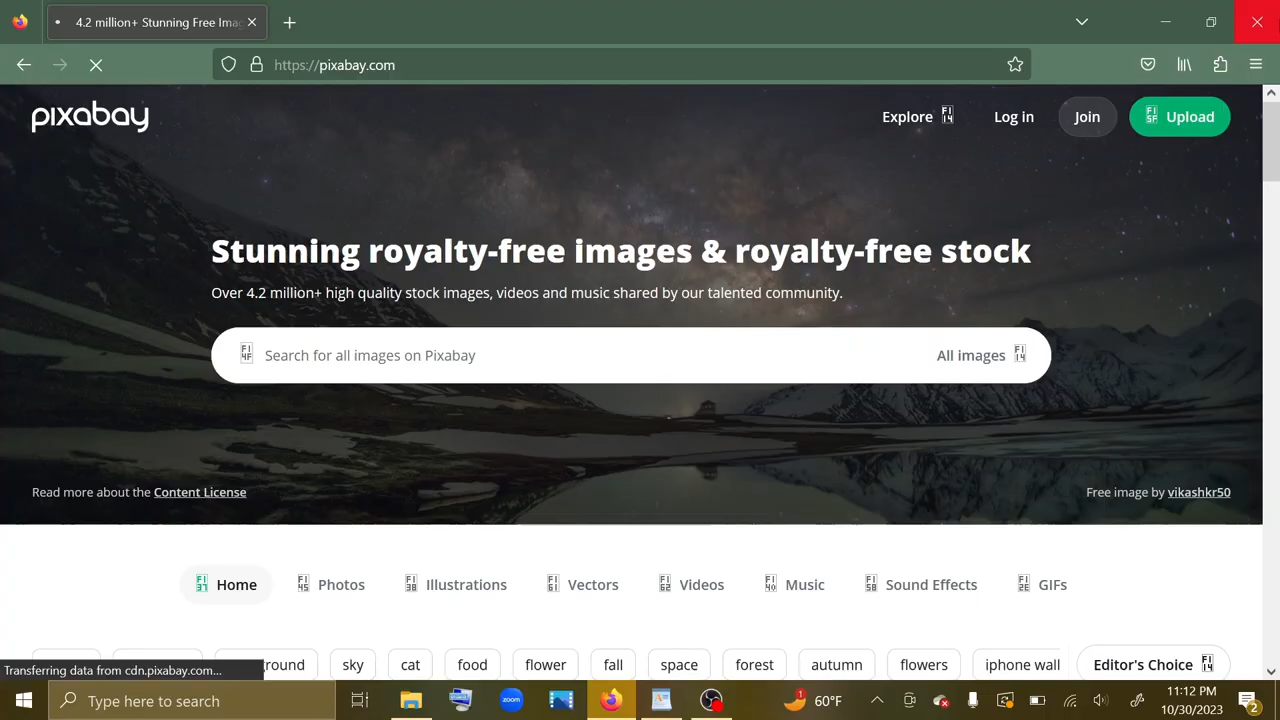 4.2 million+ Stunning Free Imag
https://pixabay.com
pixabay
Explore
Log in
Join
Upload
Stunning royalty-free images & royalty-free stock
Over 4.2 million+ high quality stock images, videos and music shared by our talented community.
Search for all images on Pixabay
All images
Read more about the Content License
Free image by vikashkr50
Home
Photos
Illustrations
Vectors
Videos
Music
Sound Effects
GIFs
ground
sky
cat
food
flower
fall
space
forest
autumn
flowers
iphone wall
Editor's Choice
Transferring data from cdn.pixabay.com...
Type here to search
zoom
1
60°F
11:12 PM
10/30/2023
2